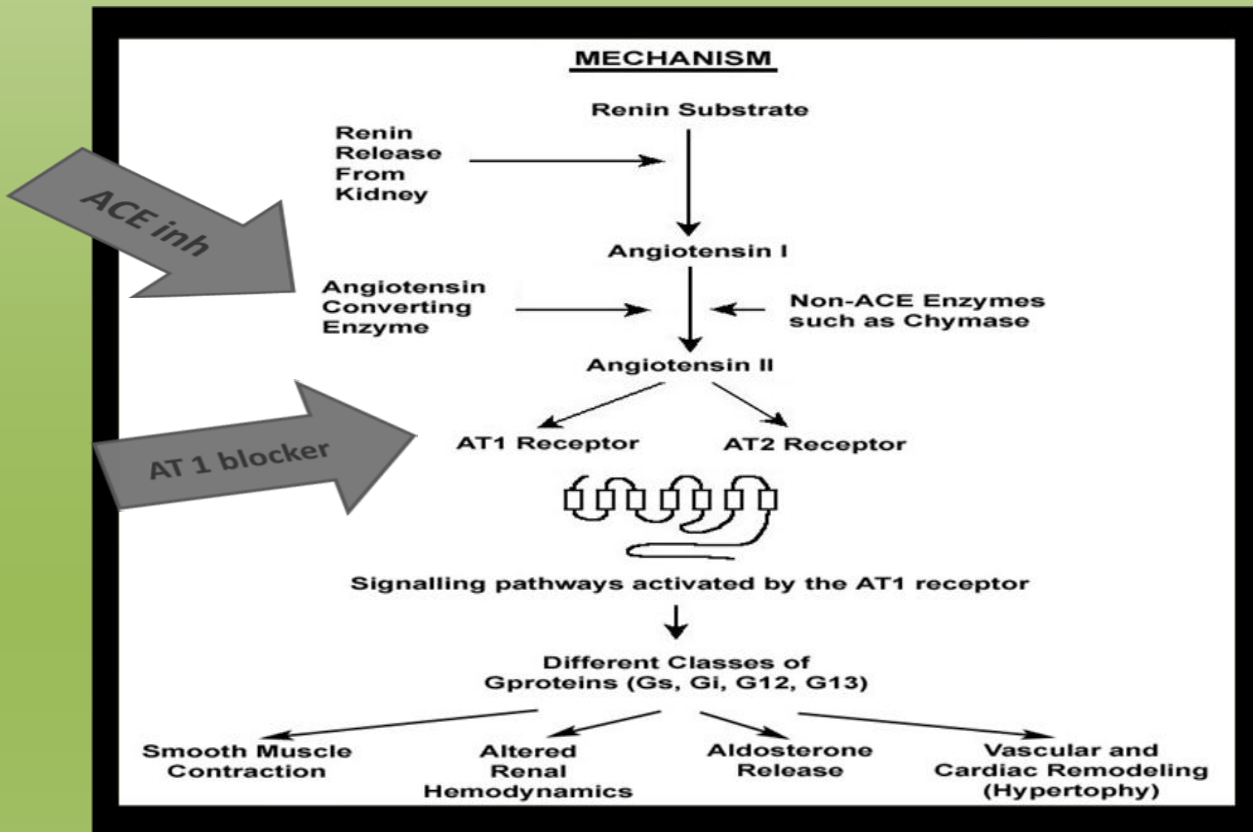 MECHANISM
Renin Substrate
Renin
Release
From
Kidney
ACE inh
Angiotensin I
Angiotensin
Converting
Enzyme
Non-ACE Enzymes
such as Chymase
Angiotensin II
AT 1 blocker
AT1 Receptor
AT2 Receptor
Signalling pathways activated by the AT1 receptor
Different Classes of
Gproteins (Gs, Gi, G12, G13)
Smooth Muscle
Contraction
Altered
Renal
Hemodynamics
Aldosterone
Release
Vascular and
Cardiac Remodeling
(Hypertophy)